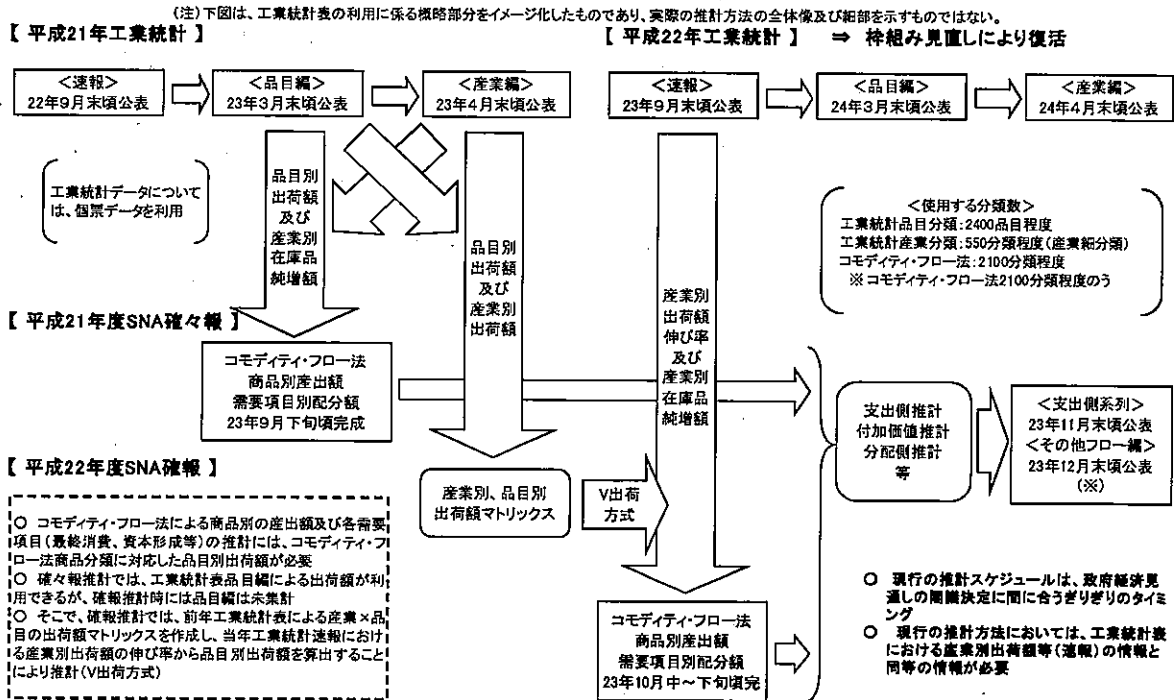 (注)下図は、工業統計表の利用に係る概略部分をイメージ化したものであり、実際の推計方法の全体像及び細部を示すものではない。
【 平成21年工業統計 】
【 平成22年工業統計 】 ⇒ 枠組み見直しにより復活
<速報>
22年9月末頃公表
<品目編>
23年3月末頃公表
<産業編>
23年4月末頃公表
<速報>
23年9月末頃公表
<品目編>
24年3月末頃公表
<産業編>
24年4月末頃公表
工業統計データについて
は、個票データを利用
品目別
出荷額
及び
産業別
在庫品
純増額
品目別
出荷額
及び
産業別
出荷額
産業別
出荷額
伸び率
及び
産業別
在庫品
純増額
<使用する分類数>
工業統計品目分類:2400品目程度
工業統計産業分類:550分類程度(産業細分類)
コモディティ・フロー法:2100分類程度
※コモディティ・フロー法2100分類程度のう
【 平成21年度SNA確々報 】
コモディティ・フロー法
商品別産出額
需要項目別配分額
23年9月下旬頃完成
支出側推計
付加価値推計
分配側推計
等
<支出側系列>
23年11月末頃公表
<その他フロー編>
23年12月末頃公表
(※)
【 平成22年度SNA確報 】
産業別、品目別
出荷額マトリックス
V出荷
方式
○ コモディティ・フロー法による商品別の産出額及び各需要
項目(最終消費、資本形成等)の推計には、コモディティ・フ
ロー法商品分類に対応した品目別出荷額が必要
○ 確々報推計では、工業統計表品目編による出荷額が利
用できるが、確報推計時には品目編は未集計
○ そこで、確報推計では、前年工業統計表による産業×品
目の出荷額マトリックスを作成し、当年工業統計速報におけ
る産業別出荷額の伸び率から品目別出荷額を算出すること
により推計(V出荷方式)
コモディティ・フロー法
商品別産出額
需要項目別配分額
23年10月中~下旬頃完
○ 現行の推計スケジュールは、政府経済見
通しの閣議決定に間に合うぎりぎりのタイミ
ング
○ 現行の推計方法においては、工業統計表
における産業別出荷額等(速報)の情報と
同等の情報が必要